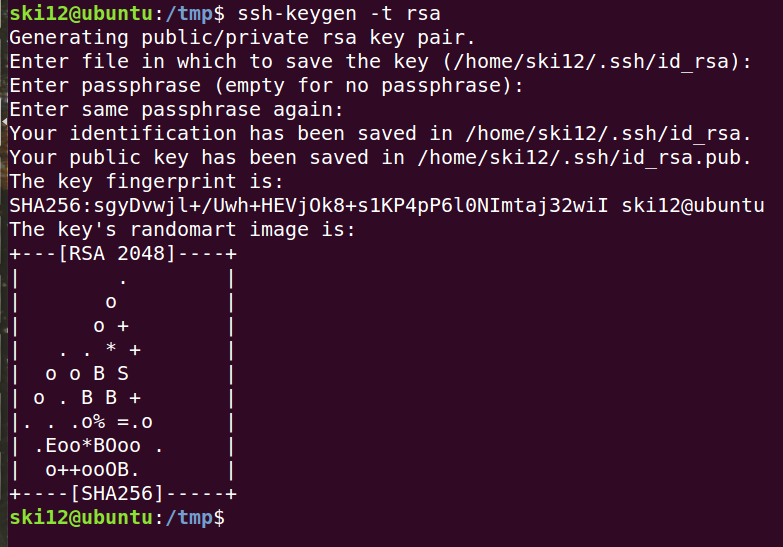 ski12@ubuntu:/tmp$ ssh-keygen -t rsa
Generating public/private rsa key pair.
Enter file in which to save the key (/home/ski12/.ssh/id_rsa):
Enter passphrase (empty for no passphrase):
Enter same passphrase again:
Your identification has been saved in /home/ski12/.ssh/id_rsa.
Your public key has been saved in /home/ski12/.ssh/id_rsa.pub.
The key fingerprint is:
SHA256:sgyDvwjl+/Uwh+HEVjOk8+s1KP4pP6l0NImtaj32wiI ski12@ubuntu
The key's randomart image is:
+---[RSA 2048]----+
|        .        |
|       o         |
|      o +        |
|   . . * +       |
|  o o B S        |
| o . B B +       |
|. . .o% =.o      |
| .Eoo*BOoo .     |
|  o++ooOB.       |
+----[SHA256]-----+
ski12@ubuntu:/tmp$